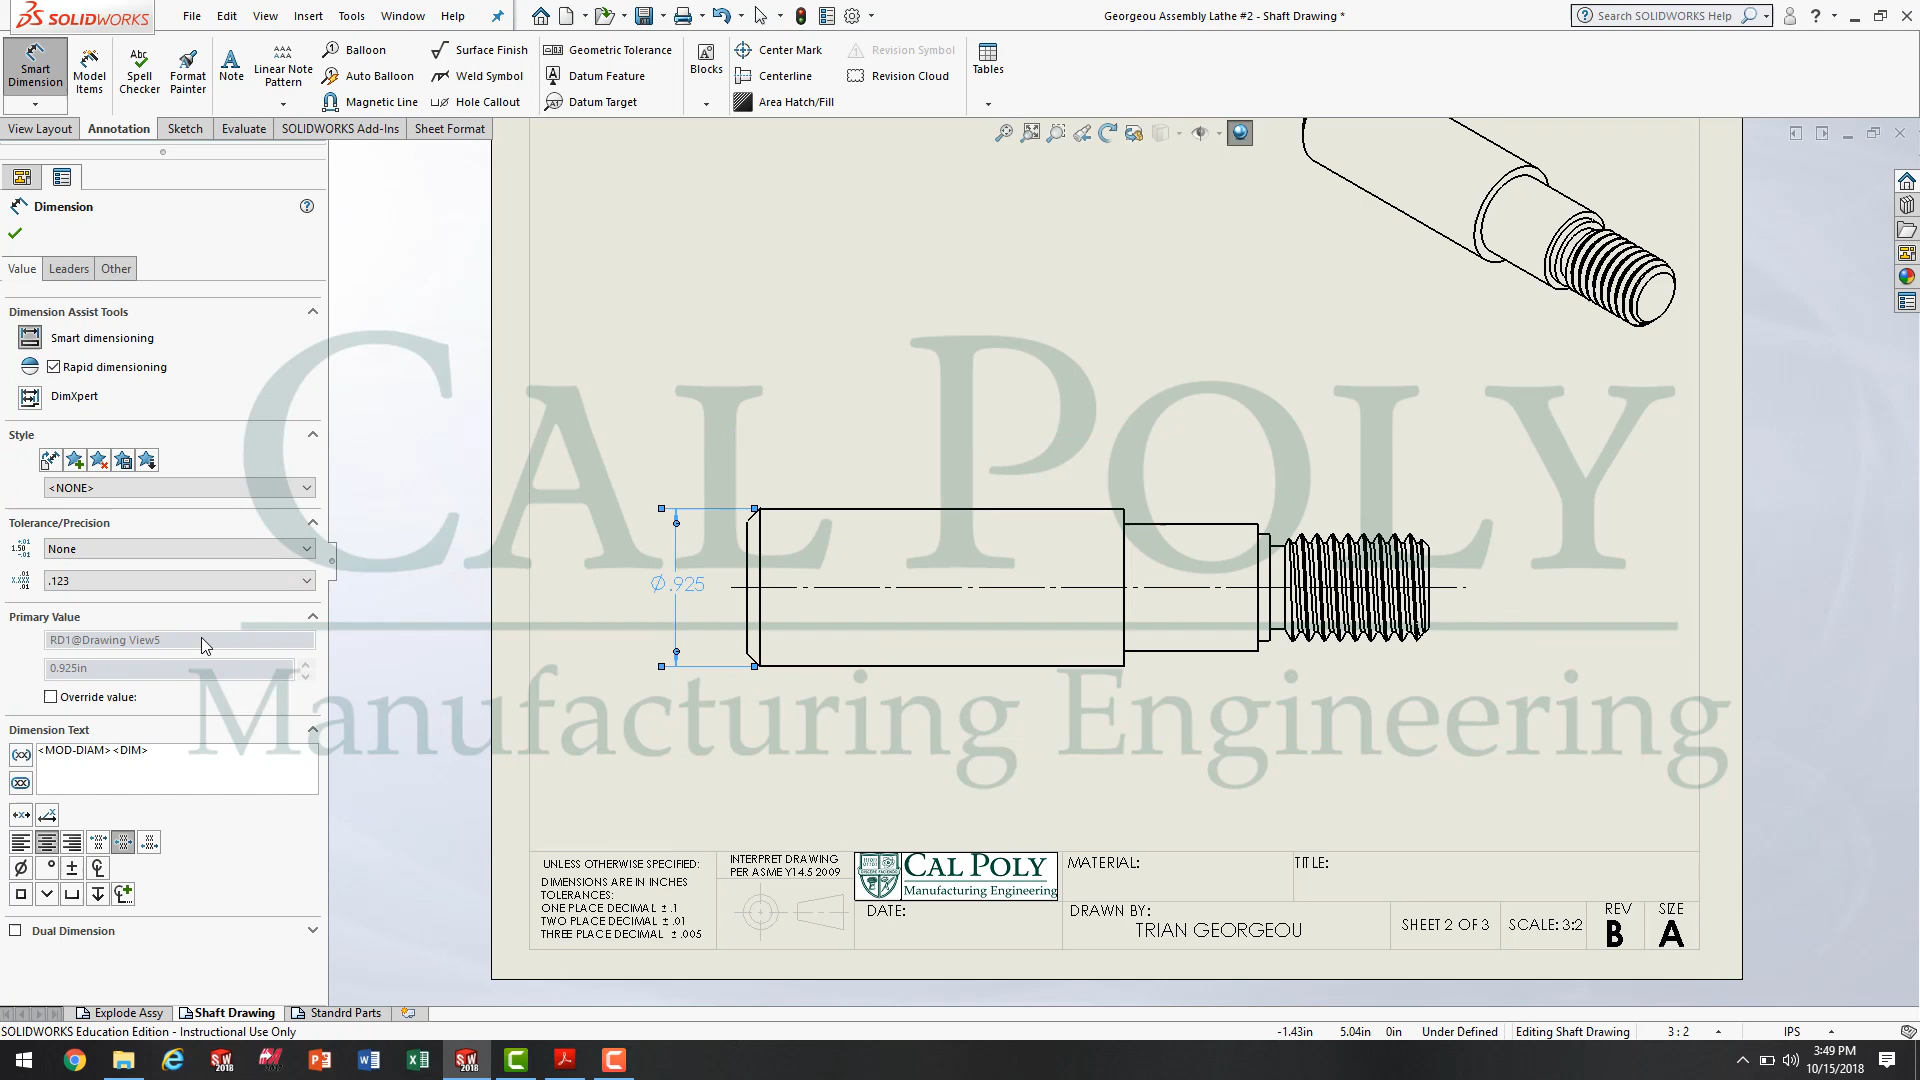 SOLIDWORKS
File Edit View Insert Tools Window Help
Georgeou Assembly Lathe #2 - Shaft Drawing *
Search SOLIDWORKS Help
Smart Dimension
Model Items
Spell Checker
Format Painter
Note
Linear Note Pattern
Balloon
Auto Balloon
Magnetic Line
Surface Finish
Weld Symbol
Hole Callout
Geometric Tolerance
Datum Feature
Datum Target
Blocks
Center Mark
Centerline
Area Hatch/Fill
Revision Symbol
Revision Cloud
Tables
View Layout Annotation Sketch Evaluate SOLIDWORKS Add-Ins Sheet Format
Dimension
Value Leaders Other
Dimension Assist Tools
Smart dimensioning
Rapid dimensioning
DimXpert
Style
<NONE>
Tolerance/Precision
None
.123
Primary Value
RD1@Drawing View5
0.925in
Override value:
Dimension Text
<MOD-DIAM><DIM>
Dual Dimension
Ø.925
CAL POLY
Manufacturing Engineering
UNLESS OTHERWISE SPECIFIED:
DIMENSIONS ARE IN INCHES
TOLERANCES:
ONE PLACE DECIMAL ±.1
TWO PLACE DECIMAL ±.01
THREE PLACE DECIMAL ±.005
INTERPRET DRAWING
PER ASME Y14.5 2009
CAL POLY
Manufacturing Engineering
DATE:
MATERIAL:
TITLE:
DRAWN BY:
TRIAN GEORGEOU
SHEET 2 OF 3
SCALE: 3:2
REV
B
SIZE
A
Explode Assy Shaft Drawing Standrd Parts
SOLIDWORKS Education Edition - Instructional Use Only
-1.43in 5.04in 0in Under Defined Editing Shaft Drawing 3 : 2 IPS
3:49 PM
10/15/2018